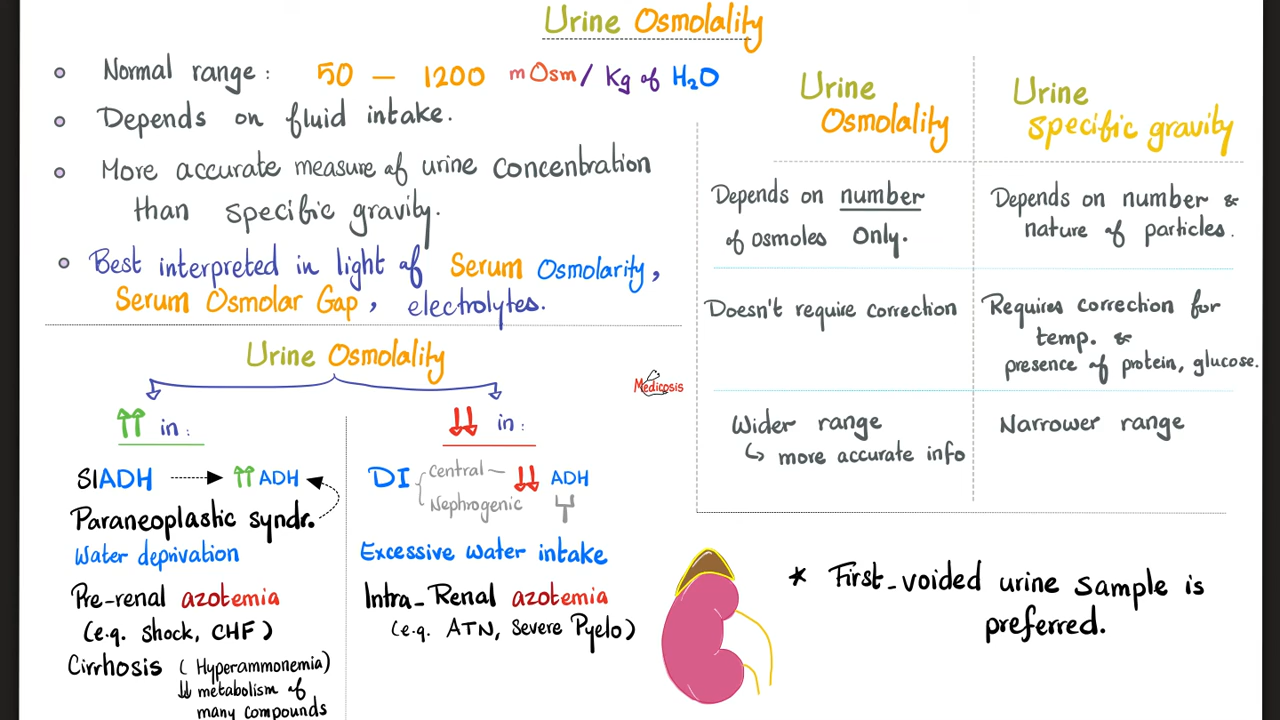 Urine Osmolality
Normal range: 50 – 1200 mOsm/Kg of H₂O
Depends on fluid intake.
More accurate measure of urine concentration
than specific gravity.
Best interpreted in light of Serum Osmolarity,
Serum Osmolar Gap, electrolytes.
Urine Osmolality
↑↑ in:
SIADH → ↑↑ ADH
Paraneoplastic syndr.
Water deprivation
Pre-renal azotemia
(e.g. shock, CHF)
Cirrhosis (Hyperammonemia)
↓↓ metabolism of
many compounds
↓↓ in:
DI Central — ↓↓ ADH
Nephrogenic
Excessive water intake
Intra-Renal azotemia
(e.g. ATN, Severe Pyelo)
Medicosis
Urine
Osmolality
Urine
specific gravity
Depends on number
of osmoles Only.
Depends on number &
nature of particles.
Doesn't require correction
Requires correction for
temp. &
presence of protein, glucose.
Wider range
↳ more accurate info
Narrower range
* First-voided urine sample is
preferred.